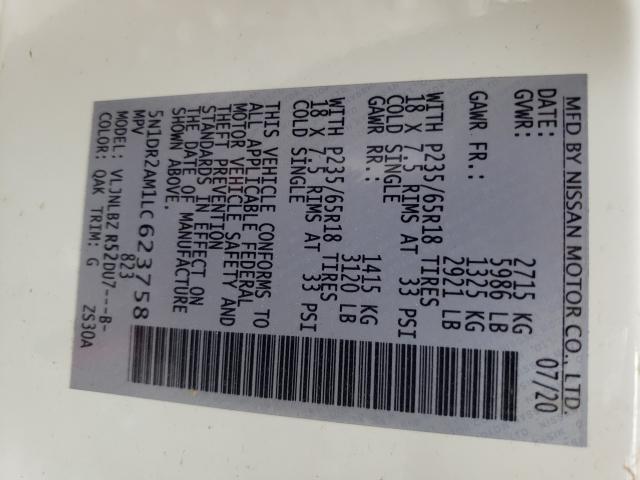 MFD BY NISSAN MOTOR CO., LTD.
DATE: 07/20
GVWR: 2715 KG
5986 LB
GAWR FR.: 1325 KG
2921 LB
WITH P235/65R18 TIRES
18 X 7.5 RIMS AT 33 PSI
COLD SINGLE
GAWR RR.: 1415 KG
3120 LB
WITH P235/65R18 TIRES
18 X 7.5 RIMS AT 33 PSI
COLD SINGLE
THIS VEHICLE CONFORMS TO
ALL APPLICABLE FEDERAL
MOTOR VEHICLE SAFETY AND
THEFT PREVENTION
STANDARDS IN EFFECT ON
THE DATE OF MANUFACTURE
SHOWN ABOVE.
5N1DR2AM1LC623758
MPV 823
MODEL: VLJNLBZ R52DU7---B-
COLOR: QAK TRIM: G ZS30A